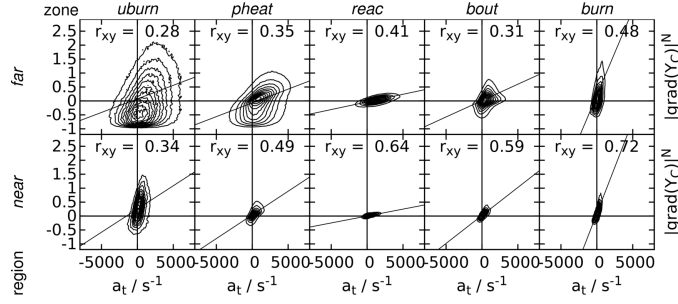 zone uburn pheat reac bout burn
far
2.5 r_xy = 0.28 r_xy = 0.35 r_xy = 0.41 r_xy = 0.31 r_xy = 0.48
2
1.5
1
0.5
0
-0.5
-1
|grad(Y_C)|^N
near
2.5 r_xy = 0.34 r_xy = 0.49 r_xy = 0.64 r_xy = 0.59 r_xy = 0.72
2
1.5
1
0.5
0
-0.5
-1
|grad(Y_C)|^N
region
-5000 0 5000 -5000 0 5000 -5000 0 5000 -5000 0 5000 -5000 0 5000
a_t / s^-1 a_t / s^-1 a_t / s^-1 a_t / s^-1 a_t / s^-1